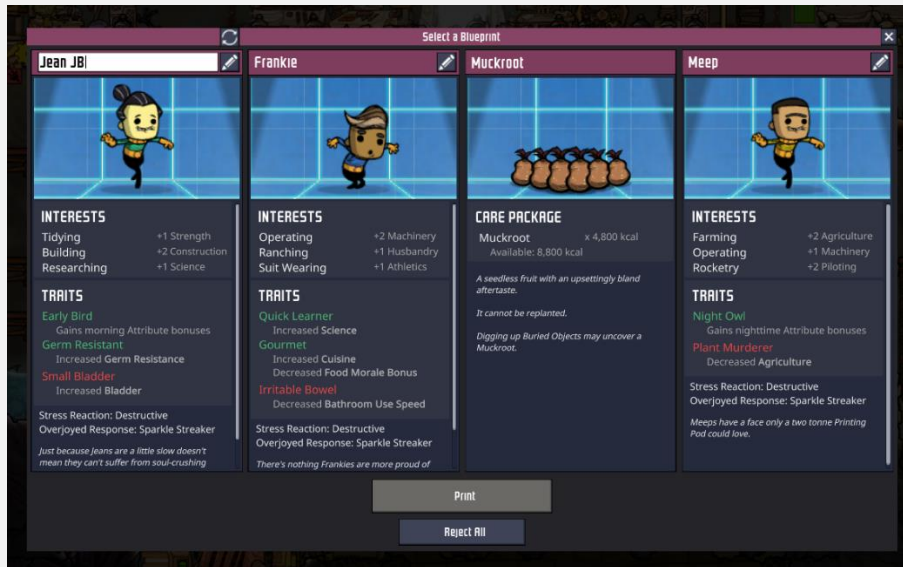 Select a Blueprint
Jean JB
INTERESTS
Tidying +1 Strength
Building +2 Construction
Researching +1 Science
TRAITS
Early Bird
Gains morning Attribute bonuses
Germ Resistant
Increased Germ Resistance
Small Bladder
Increased Bladder
Stress Reaction: Destructive
Overjoyed Response: Sparkle Streaker
Just because Jeans are a little slow doesn't
mean they can't suffer from soul-crushing
Frankie
INTERESTS
Operating +2 Machinery
Ranching +1 Husbandry
Suit Wearing +1 Athletics
TRAITS
Quick Learner
Increased Science
Gourmet
Increased Cuisine
Decreased Food Morale Bonus
Irritable Bowel
Decreased Bathroom Use Speed
Stress Reaction: Destructive
Overjoyed Response: Sparkle Streaker
There's nothing Frankies are more proud of
Muckroot
CARE PACKAGE
Muckroot x 4,800 kcal
Available: 8,800 kcal
A seedless fruit with an upsettingly bland
aftertaste.
It cannot be replanted.
Digging up Buried Objects may uncover a
Muckroot.
Meep
INTERESTS
Farming +2 Agriculture
Operating +1 Machinery
Rocketry +2 Piloting
TRAITS
Night Owl
Gains nighttime Attribute bonuses
Plant Murderer
Decreased Agriculture
Stress Reaction: Destructive
Overjoyed Response: Sparkle Streaker
Meeps have a face only a two tonne Printing
Pod could love.
Print
Reject All